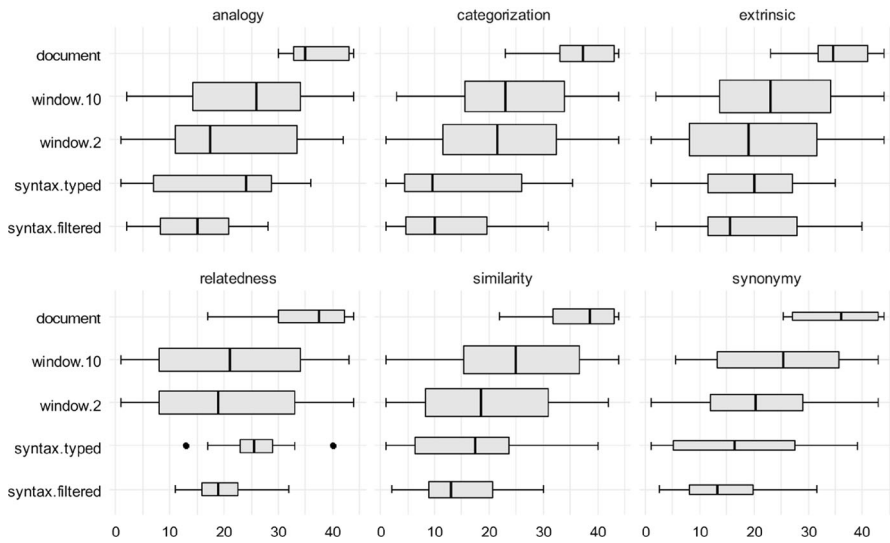 analogy categorization extrinsic
document
window.10
window.2
syntax.typed
syntax.filtered
relatedness similarity synonymy
document
window.10
window.2
syntax.typed
syntax.filtered
0 10 20 30 40 0 10 20 30 40 0 10 20 30 40